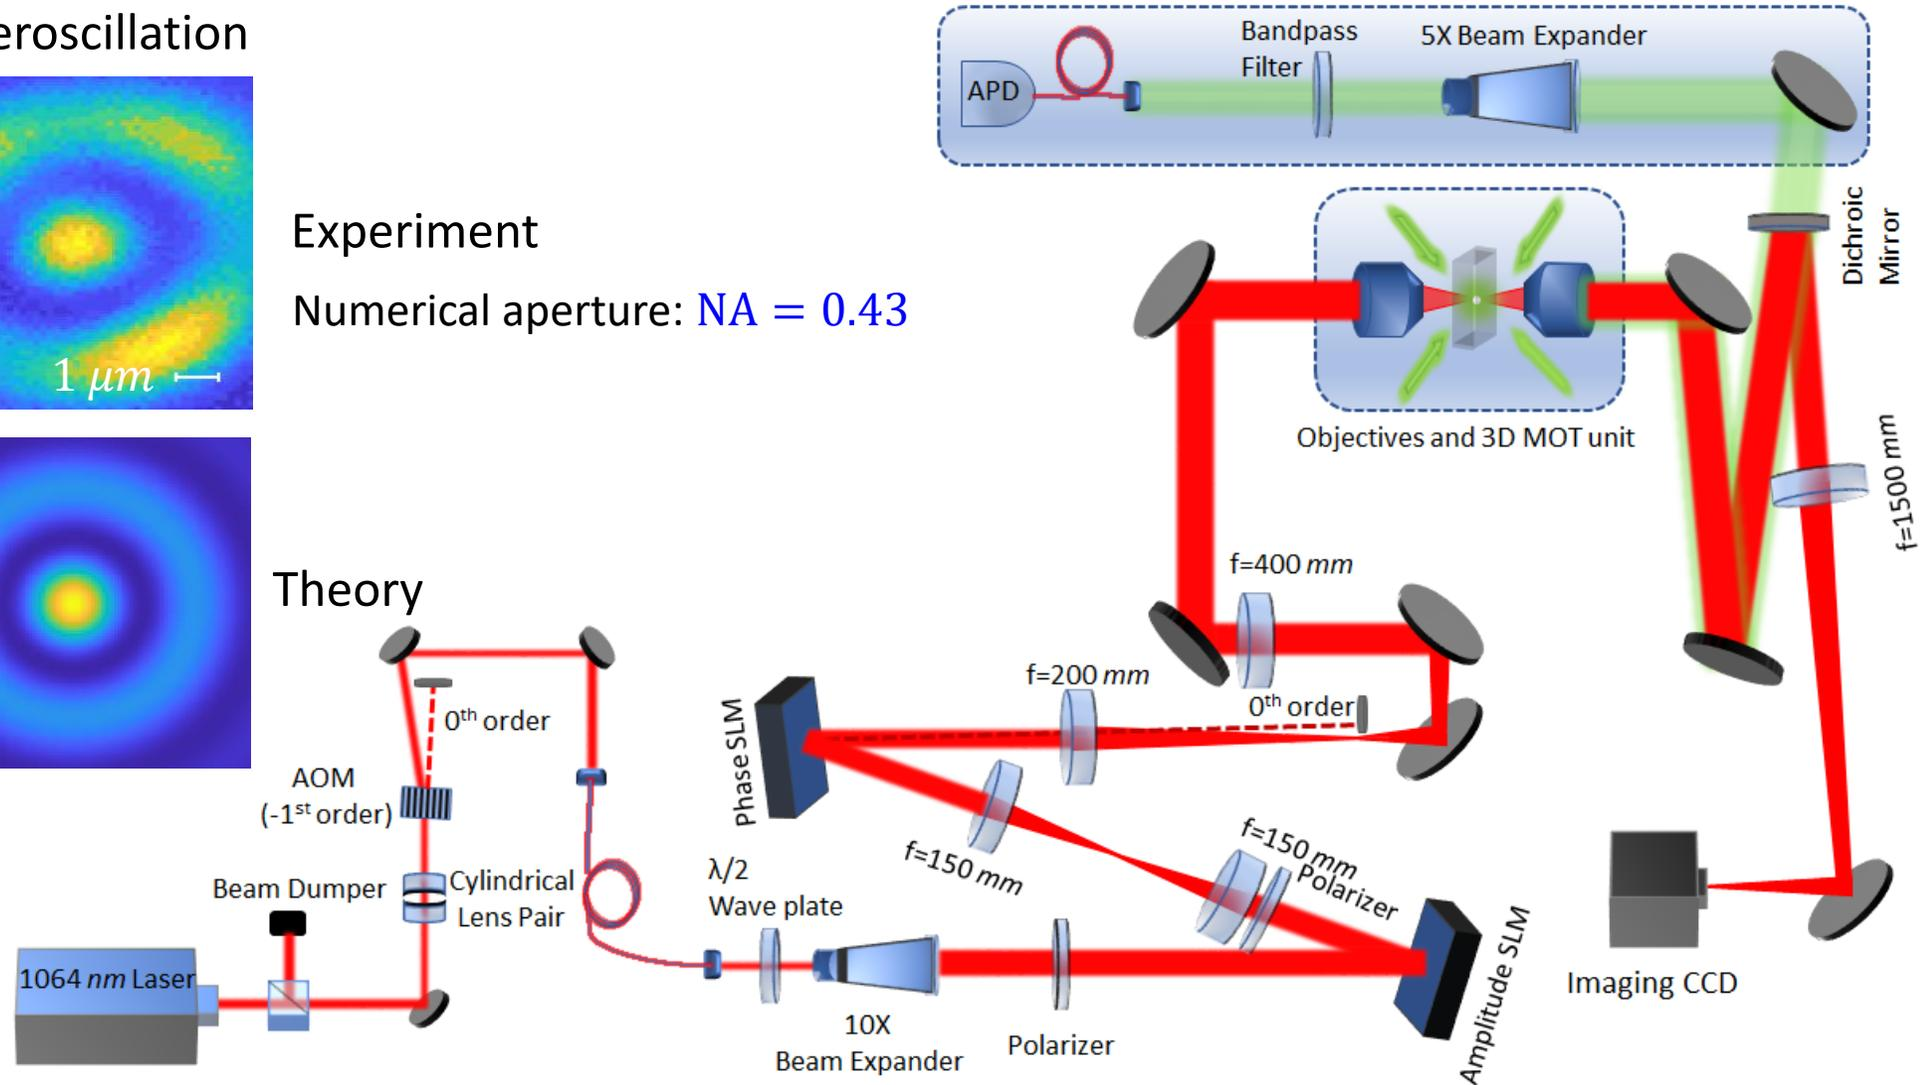 eroscillation
1 μm
Experiment
Numerical aperture: NA = 0.43
Theory
APD
Bandpass
Filter
5X Beam Expander
Dichroic
Mirror
Objectives and 3D MOT unit
f=1500 mm
f=400 mm
f=200 mm
0th order
Phase SLM
f=150 mm
f=150 mm
Polarizer
0th order
AOM
(-1st order)
Beam Dumper
Cylindrical
Lens Pair
λ/2
Wave plate
1064 nm Laser
10X
Beam Expander
Polarizer
Amplitude SLM
Imaging CCD